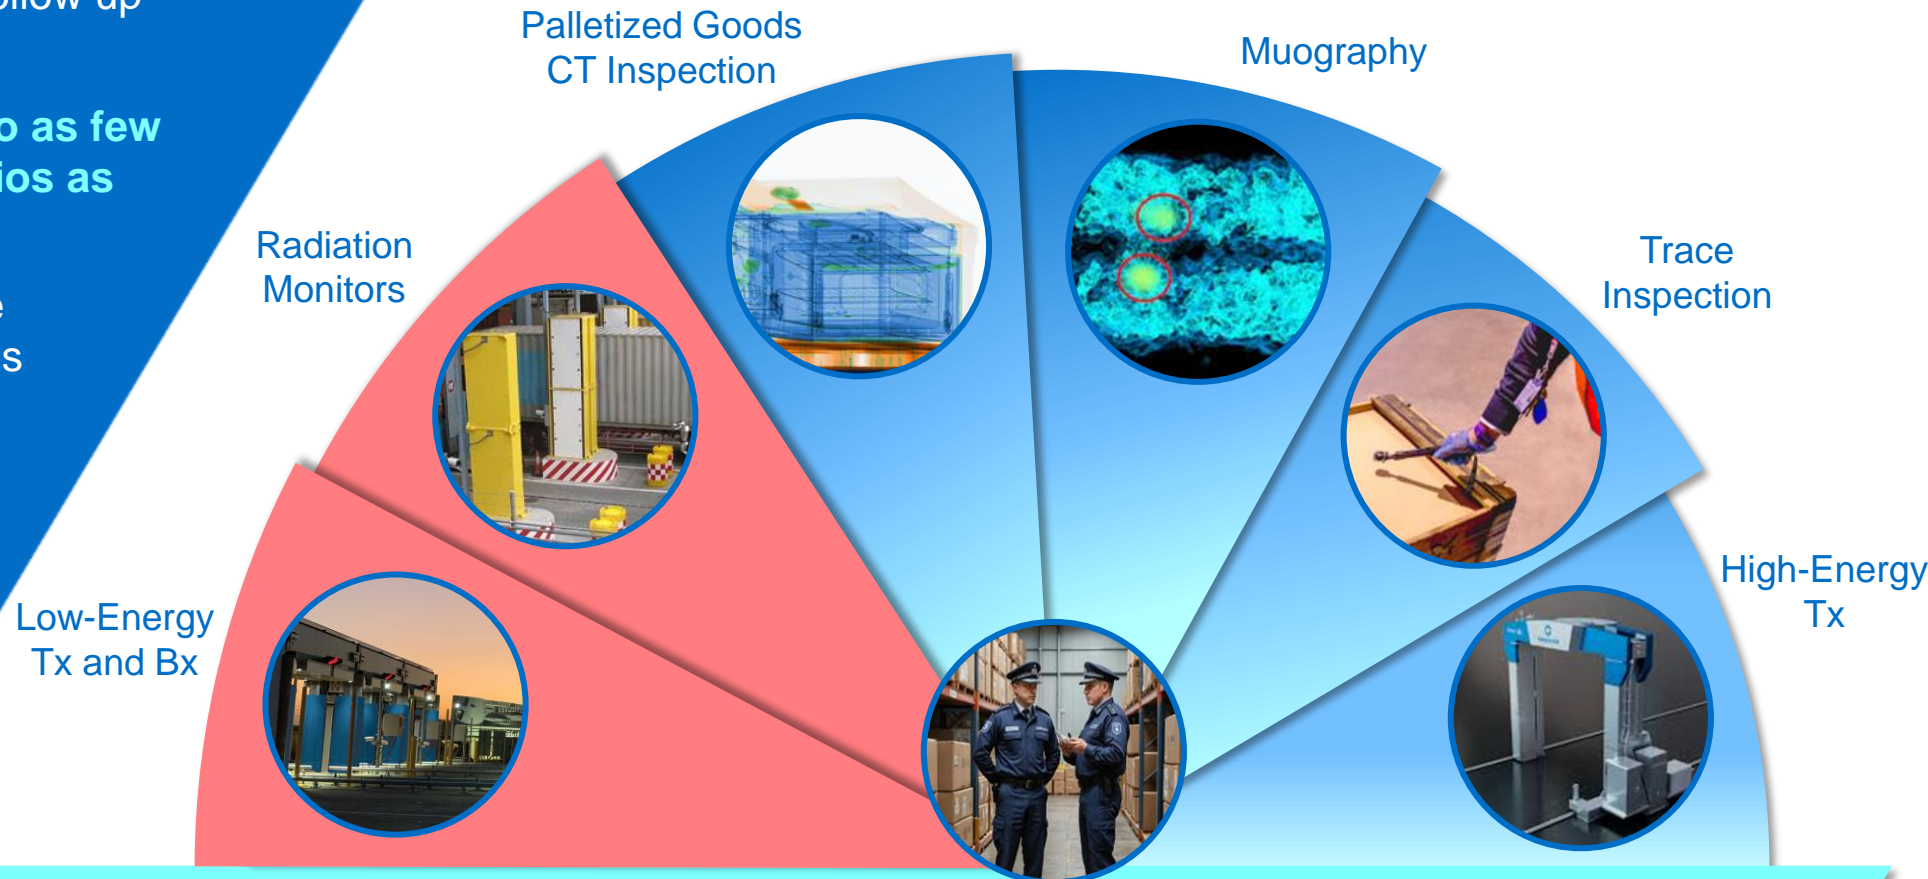 up
o as few
ios as
Palletized Goods
CT Inspection
Muography
Radiation
Monitors
Trace
Inspection
Low-Energy
Tx and Bx
High-Energy
Tx